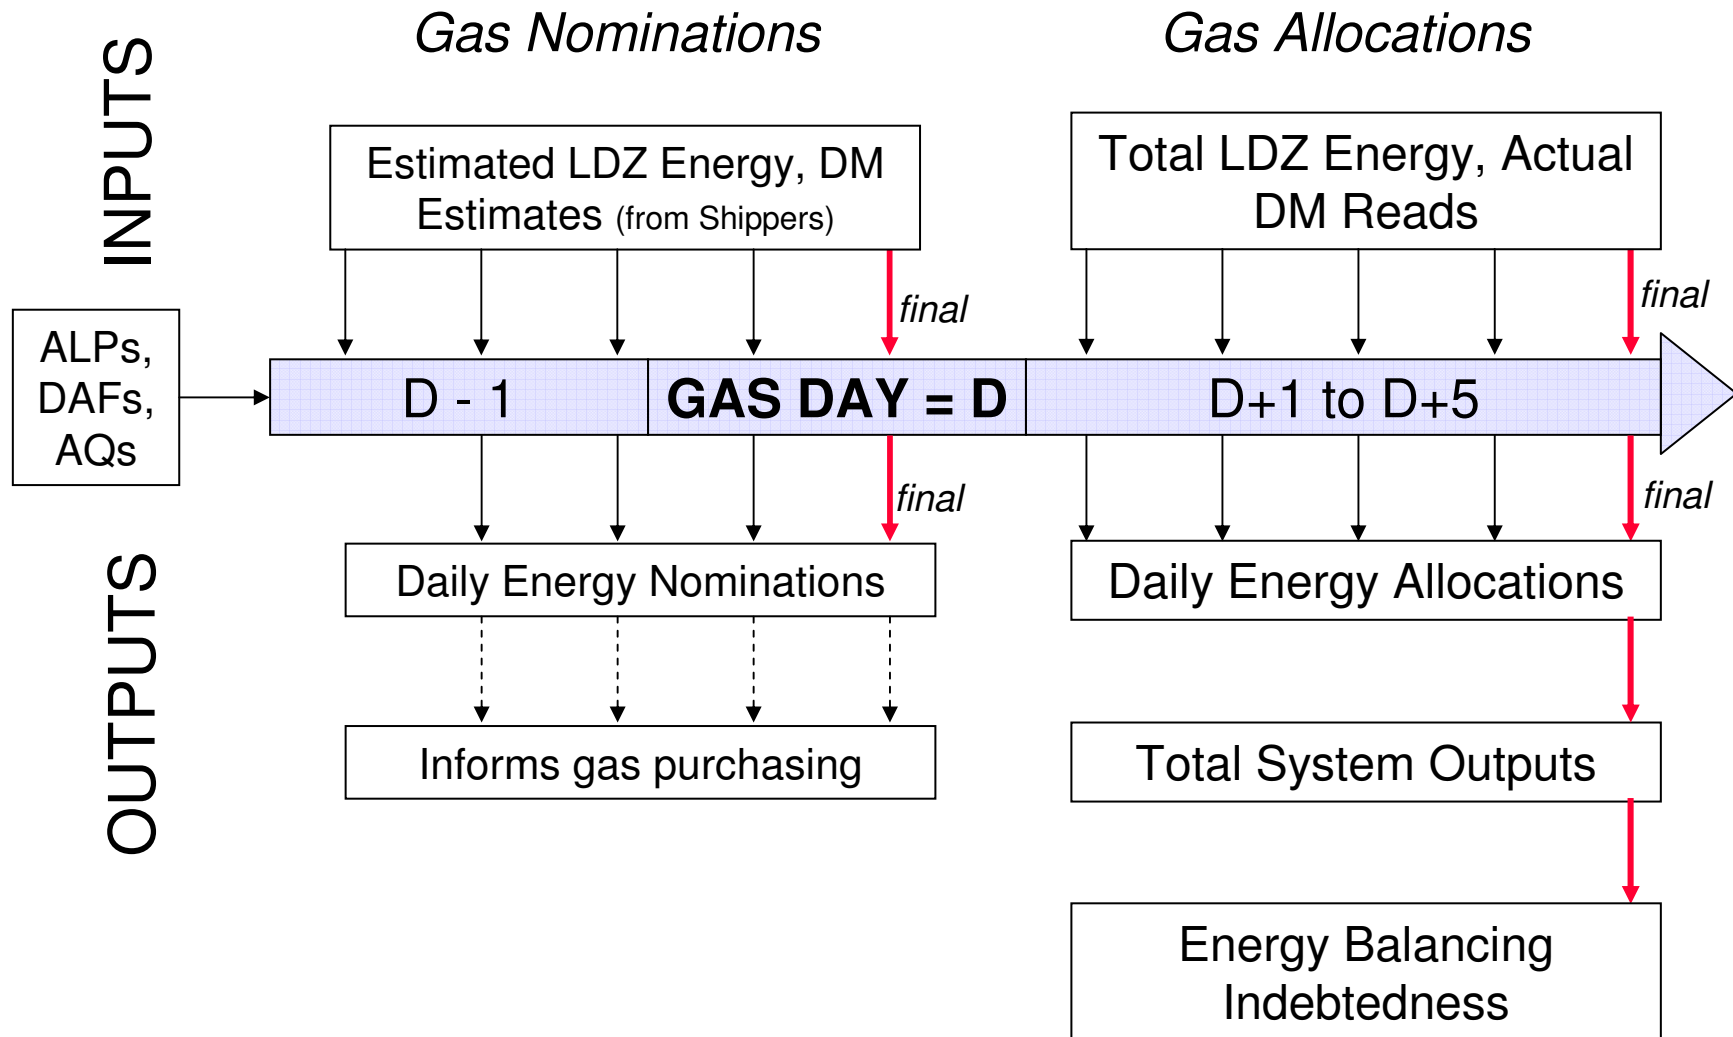 Gas Nominations
Gas Allocations
INPUTS
Estimated LDZ Energy, DM
Estimates (from Shippers)
Total LDZ Energy, Actual
DM Reads
final
final
ALPs,
DAFs,
AQs
D - 1
GAS DAY = D
D+1 to D+5
final
final
OUTPUTS
Daily Energy Nominations
Daily Energy Allocations
Informs gas purchasing
Total System Outputs
Energy Balancing
Indebtedness